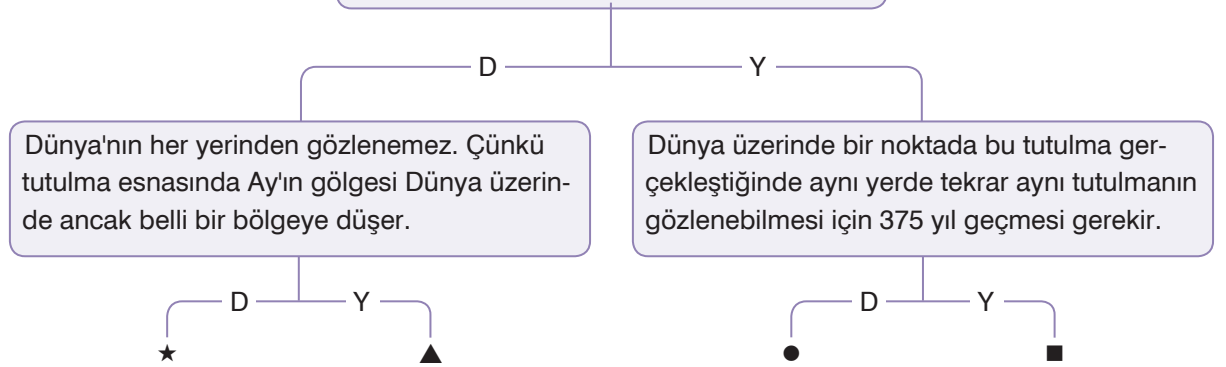 D
Y
Dünya'nın her yerinden gözlenemez. Çünkü
tutulma esnasında Ay'ın gölgesi Dünya üzerin-
de ancak belli bir bölgeye düşer.
Dünya üzerinde bir noktada bu tutulma ger-
çekleştiğinde aynı yerde tekrar aynı tutulmanın
gözlenebilmesi için 375 yıl geçmesi gerekir.
D
Y
D
Y